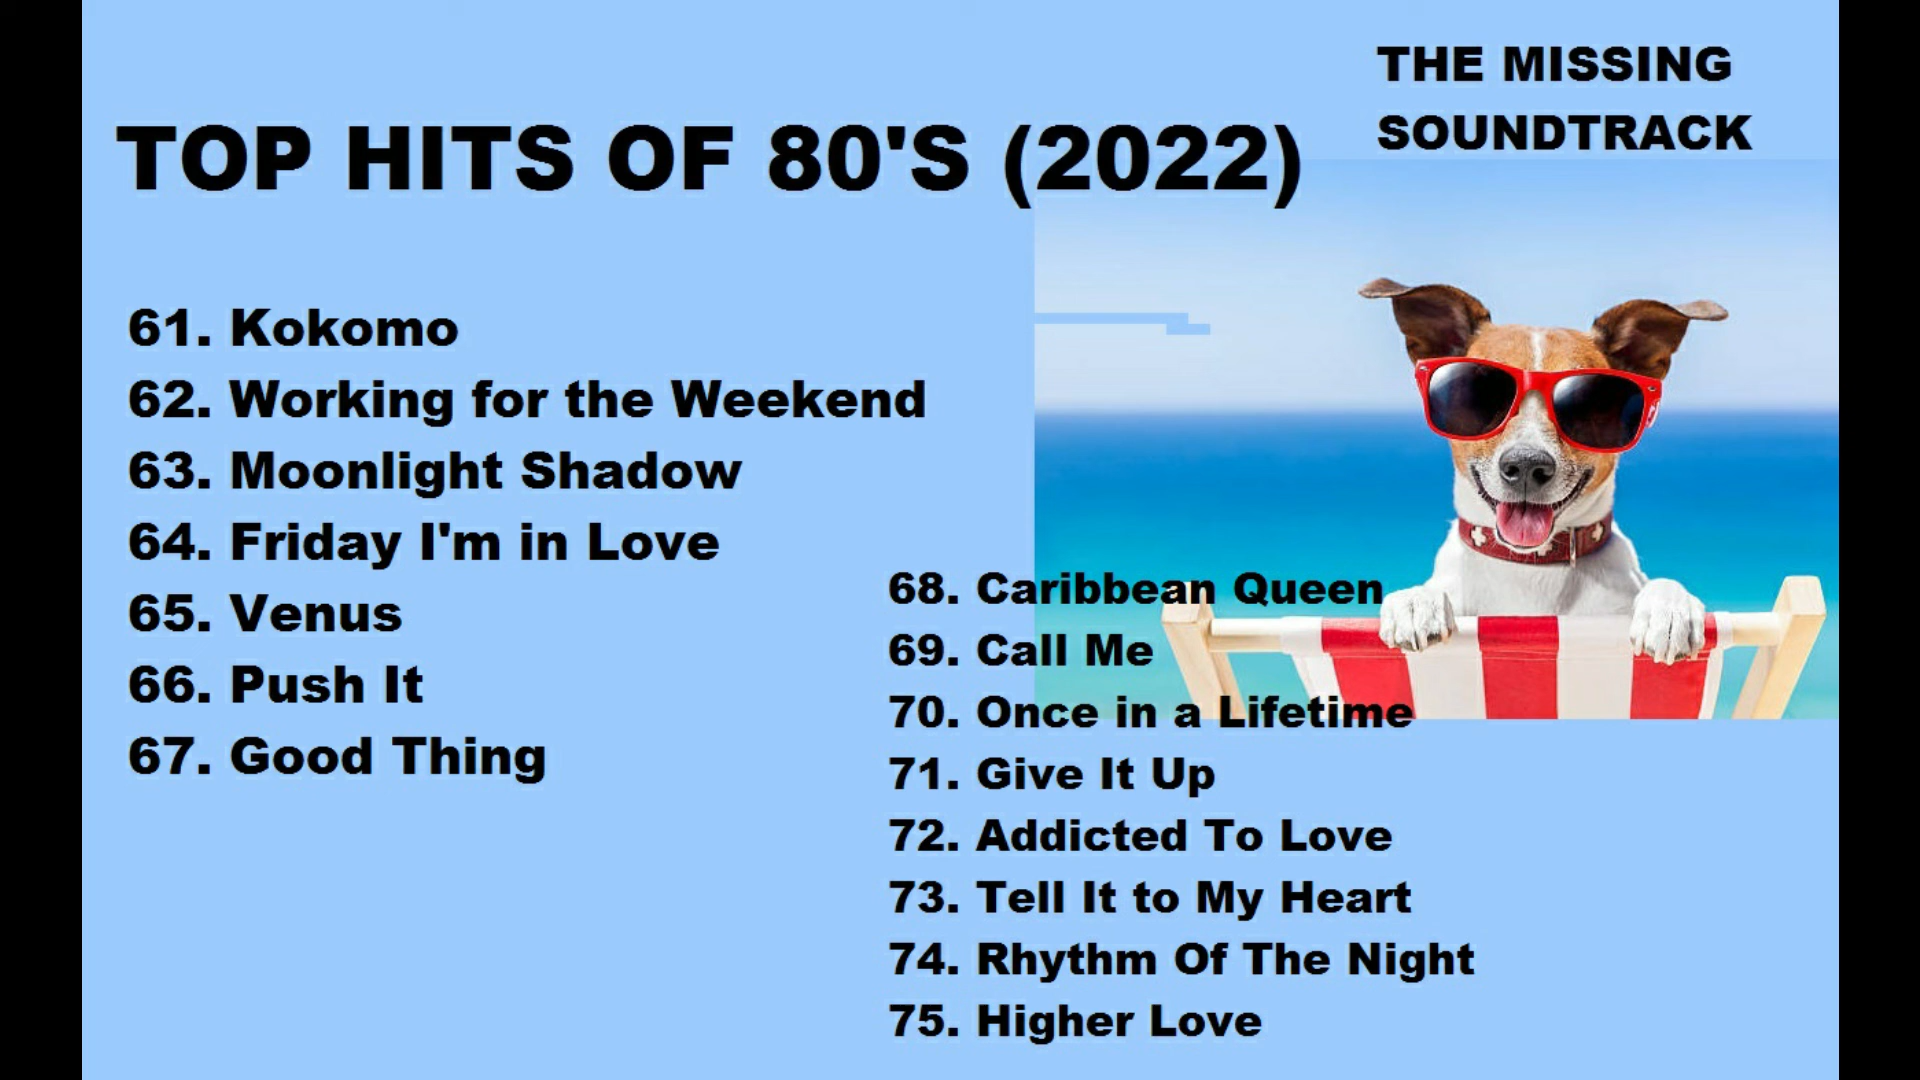 THE MISSING
SOUNDTRACK
TOP HITS OF 80'S (2022)
61. Kokomo
62. Working for the Weekend
63. Moonlight Shadow
64. Friday I'm in Love
65. Venus
66. Push It
67. Good Thing
68. Caribbean Queen
69. Call Me
70. Once in a Lifetime
71. Give It Up
72. Addicted To Love
73. Tell It to My Heart
74. Rhythm Of The Night
75. Higher Love